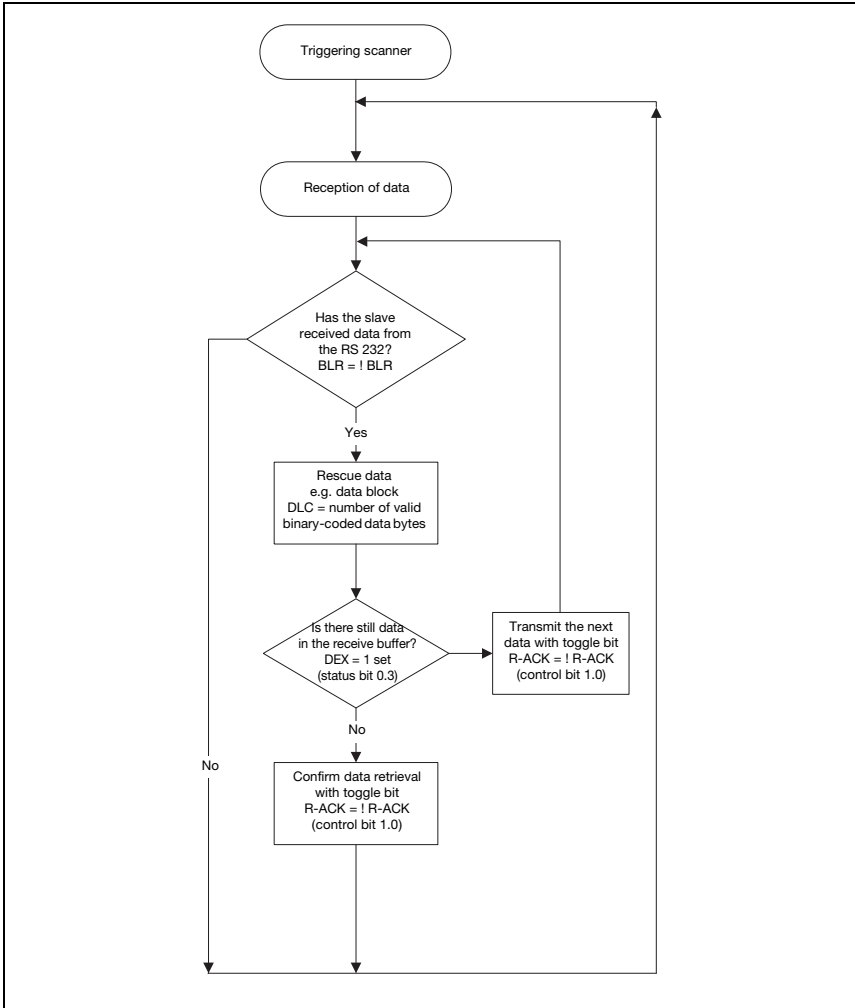 Triggering scanner
Reception of data
Has the slave
received data from
the RS 232?
BLR = ! BLR
Yes
Rescue data
e.g. data block
DLC = number of valid
binary-coded data bytes
Is there still data
in the receive buffer?
DEX = 1 set
(status bit 0.3)
Transmit the next
data with toggle bit
R-ACK = ! R-ACK
(control bit 1.0)
No
No
Confirm data retrieval
with toggle bit
R-ACK = ! R-ACK
(control bit 1.0)